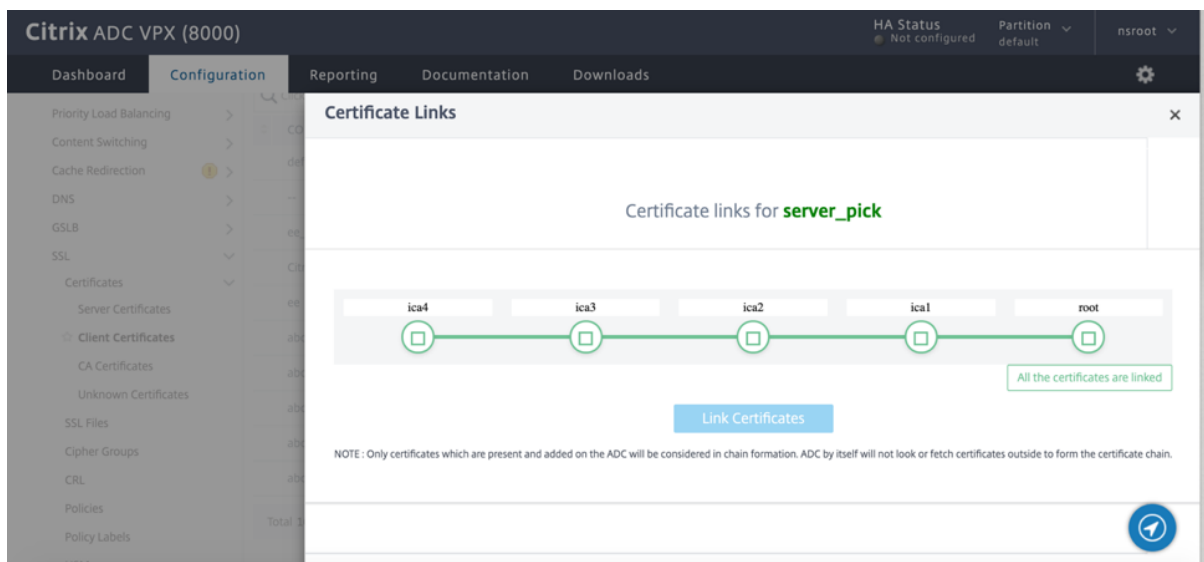 Citrix ADC VPX (8000)
HA Status
Not configured
Partition
default
nsroot
Dashboard
Configuration
Reporting
Documentation
Downloads
Priority Load Balancing
Content Switching
Cache Redirection
DNS
GSLB
SSL
Certificates
Server Certificates
Client Certificates
CA Certificates
Unknown Certificates
SSL Files
Cipher Groups
CRL
Policies
Policy Labels
Total
Certificate Links
Certificate links for server_pick
ica4
ica3
ica2
ica1
root
All the certificates are linked
Link Certificates
NOTE : Only certificates which are present and added on the ADC will be considered in chain formation. ADC by itself will not look or fetch certificates outside to form the certificate chain.